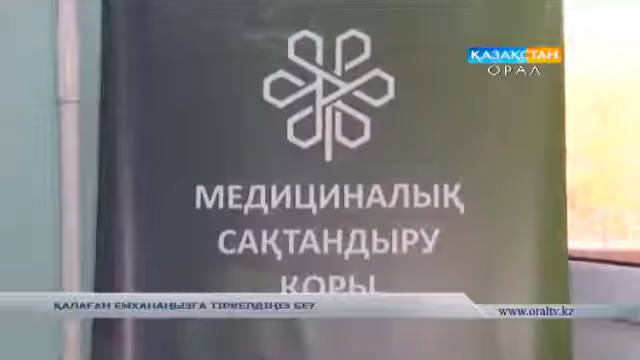 ҚАЗАҚСТАН
ОРАЛ
МЕДИЦИНАЛЫҚ
САҚТАНДЫРУ
ҚОРЫ
ҚАЛАҒАН ЕМХАНАҢЫЗҒА ТІРКЕЛДІҢІЗ БЕ?
www.oraltv.kz